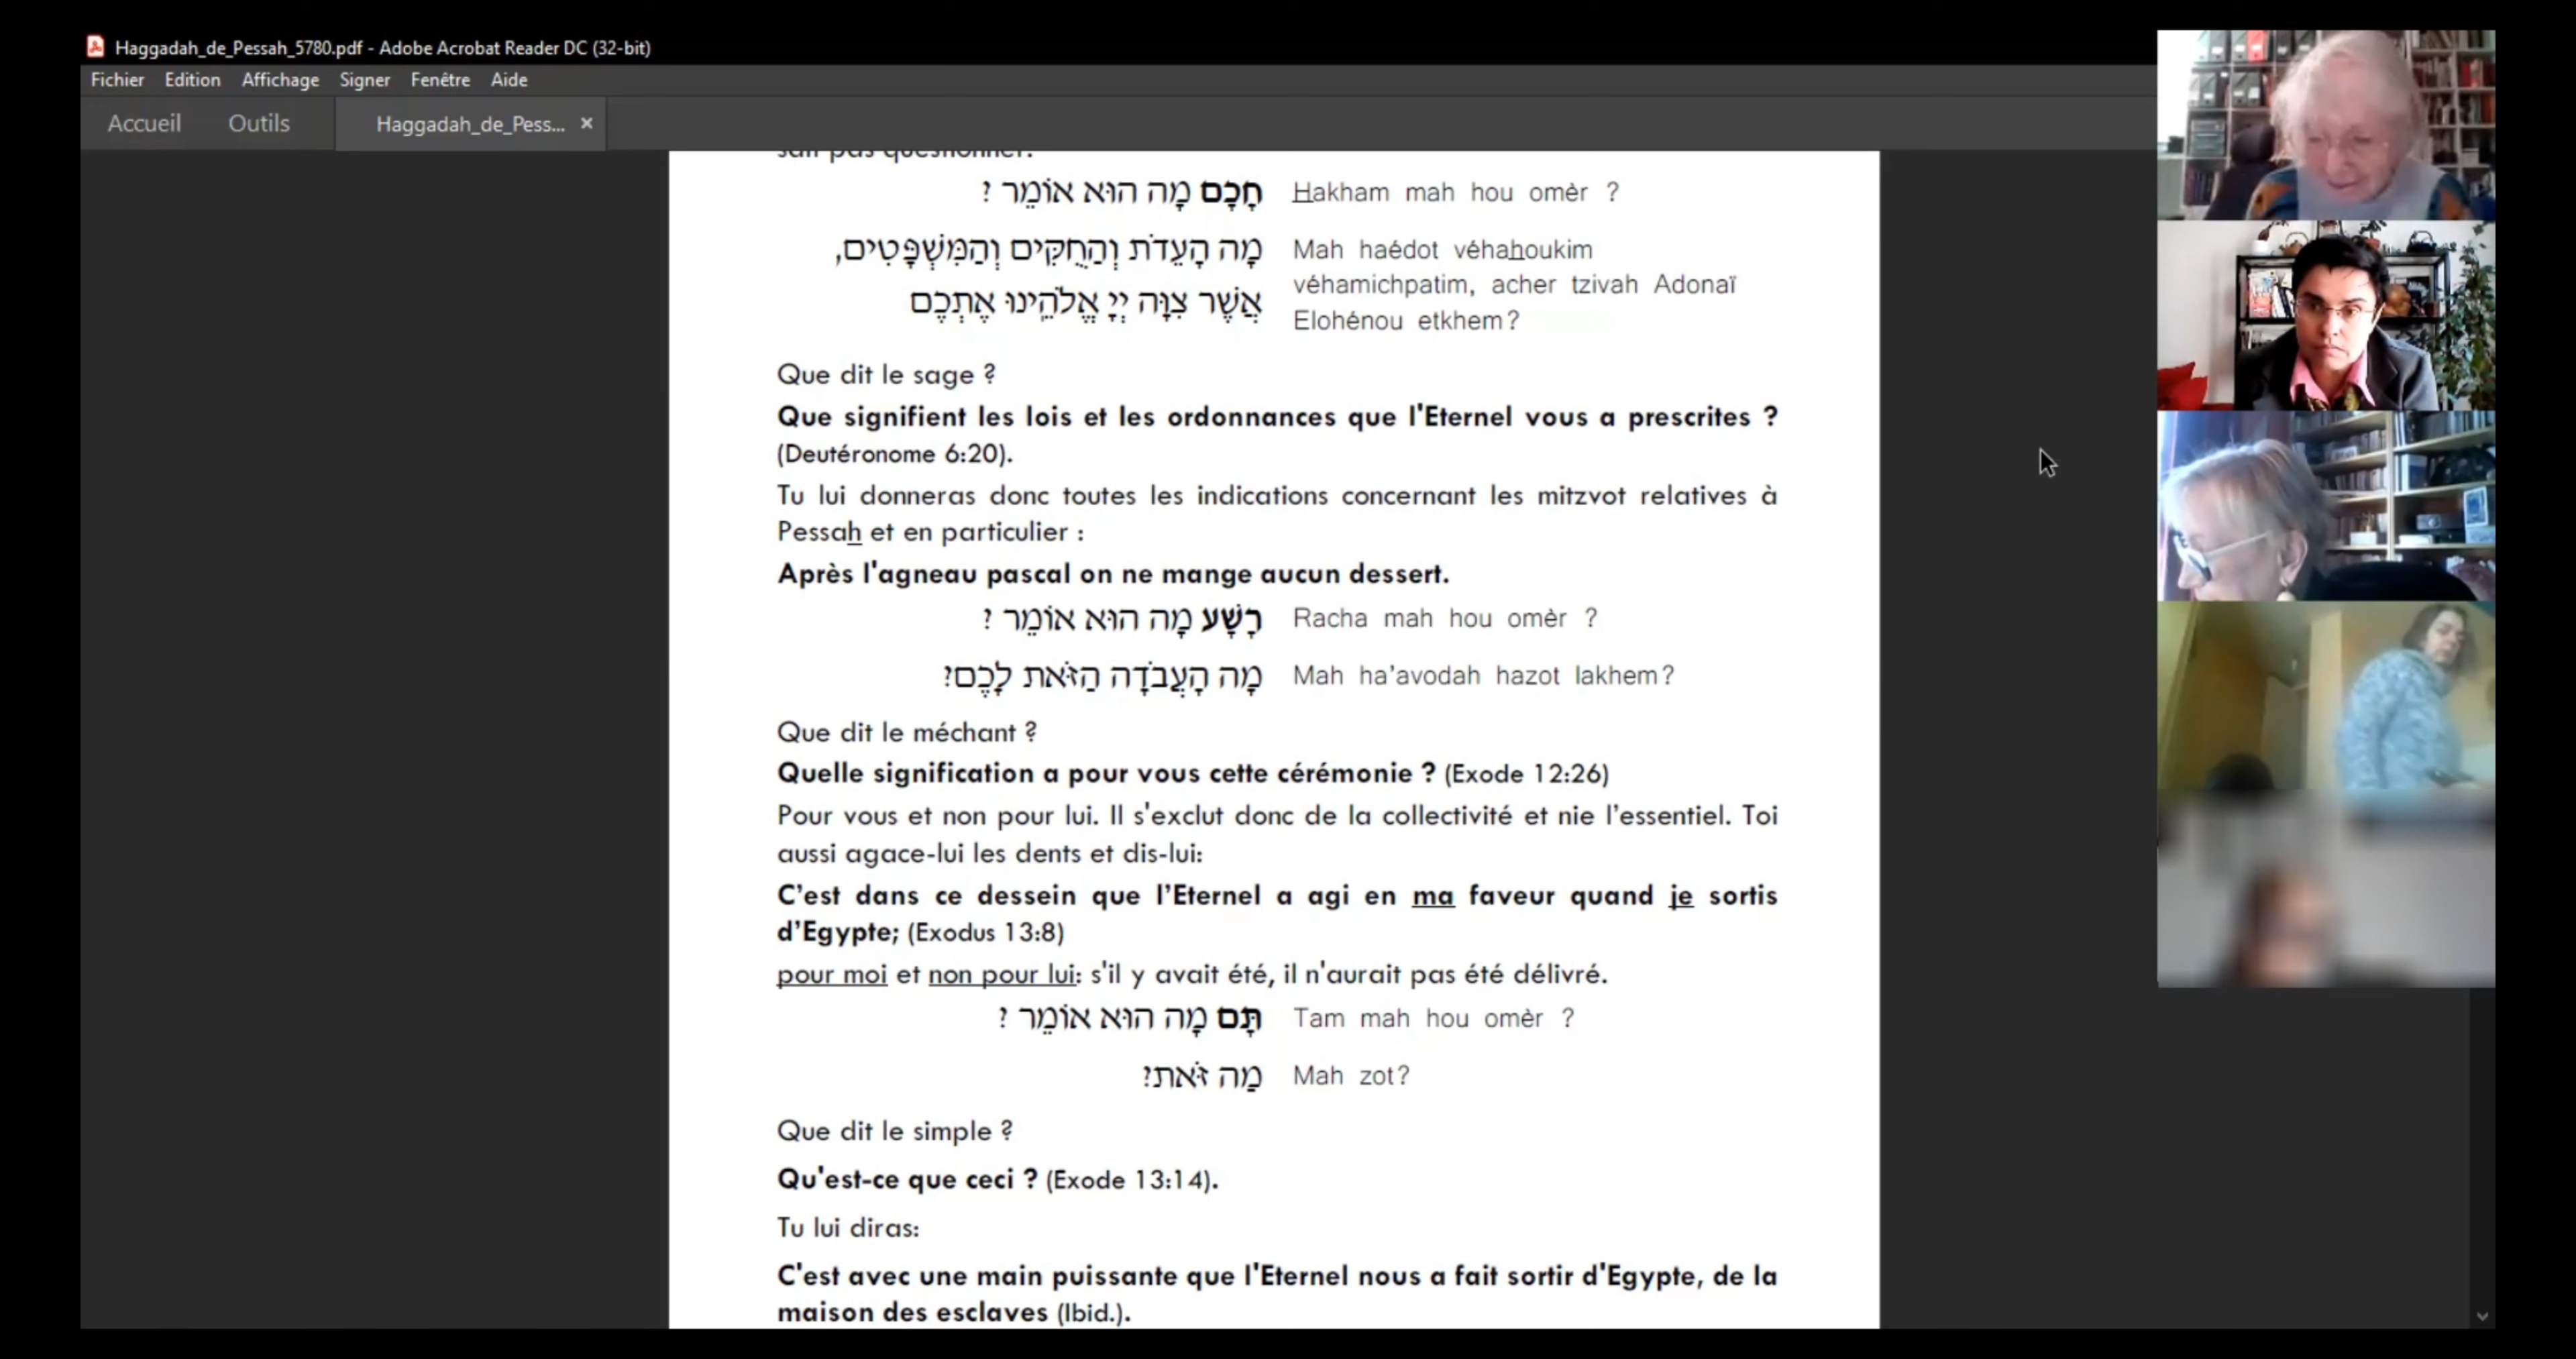 Haggadah_de_Pessah_5780.pdf - Adobe Acrobat Reader DC (32-bit)
Fichier Edition Affichage Signer Fenêtre Aide
Accueil Outils Haggadah_de_Pess... ×
sait pas questionner.
חָכָם מָה הוּא אוֹמֵר ? Hakham mah hou omèr ?
מָה הָעֵדֹת וְהַחֻקִּים וְהַמִּשְׁפָּטִים, Mah haédot véhahoukim
אֲשֶׁר צִוָּה יְיָ אֱלֹהֵינוּ אֶתְכֶם véhamichpatim, acher tzivah Adonaï
Elohénou etkhem?
Que dit le sage ?
Que signifient les lois et les ordonnances que l'Eternel vous a prescrites ?
(Deutéronome 6:20).
Tu lui donneras donc toutes les indications concernant les mitzvot relatives à
Pessah et en particulier :
Après l'agneau pascal on ne mange aucun dessert.
רָשָׁע מָה הוּא אוֹמֵר ? Racha mah hou omèr ?
מָה הָעֲבֹדָה הַזֹּאת לָכֶם? Mah ha'avodah hazot lakhem?
Que dit le méchant ?
Quelle signification a pour vous cette cérémonie ? (Exode 12:26)
Pour vous et non pour lui. Il s'exclut donc de la collectivité et nie l'essentiel. Toi
aussi agace-lui les dents et dis-lui:
C'est dans ce dessein que l'Eternel a agi en ma faveur quand je sortis
d'Egypte; (Exodus 13:8)
pour moi et non pour lui: s'il y avait été, il n'aurait pas été délivré.
תָּם מָה הוּא אוֹמֵר ? Tam mah hou omèr ?
מַה זֹּאת? Mah zot?
Que dit le simple ?
Qu'est-ce que ceci ? (Exode 13:14).
Tu lui diras:
C'est avec une main puissante que l'Eternel nous a fait sortir d'Egypte, de la
maison des esclaves (Ibid.).